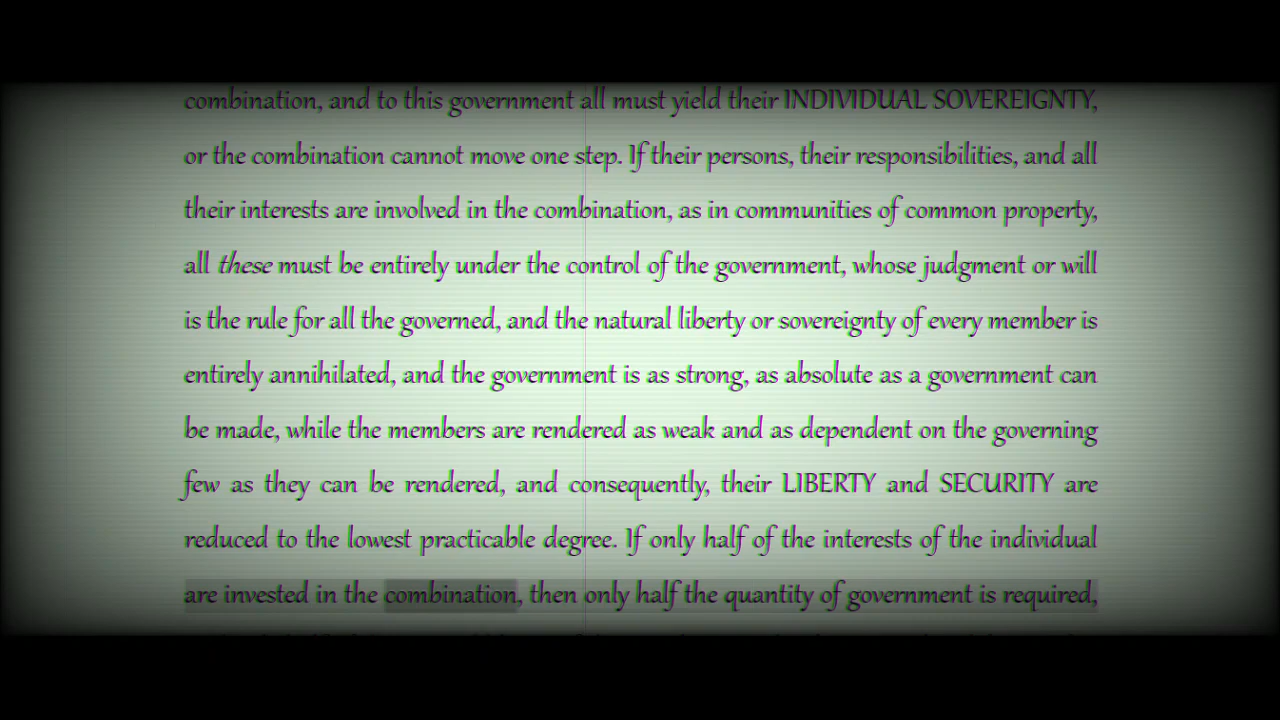 combination, and to this government all must yield their INDIVIDUAL SOVEREIGNTY,
or the combination cannot move one step. If their persons, their responsibilities, and all
their interests are involved in the combination, as in communities of common property,
all these must be entirely under the control of the government, whose judgment or will
is the rule for all the governed, and the natural liberty or sovereignty of every member is
entirely annihilated, and the government is as strong, as absolute as a government can
be made, while the members are rendered as weak and as dependent on the governing
few as they can be rendered, and consequently, their LIBERTY and SECURITY are
reduced to the lowest practicable degree. If only half of the interests of the individual
are invested in the combination, then only half the quantity of government is required,